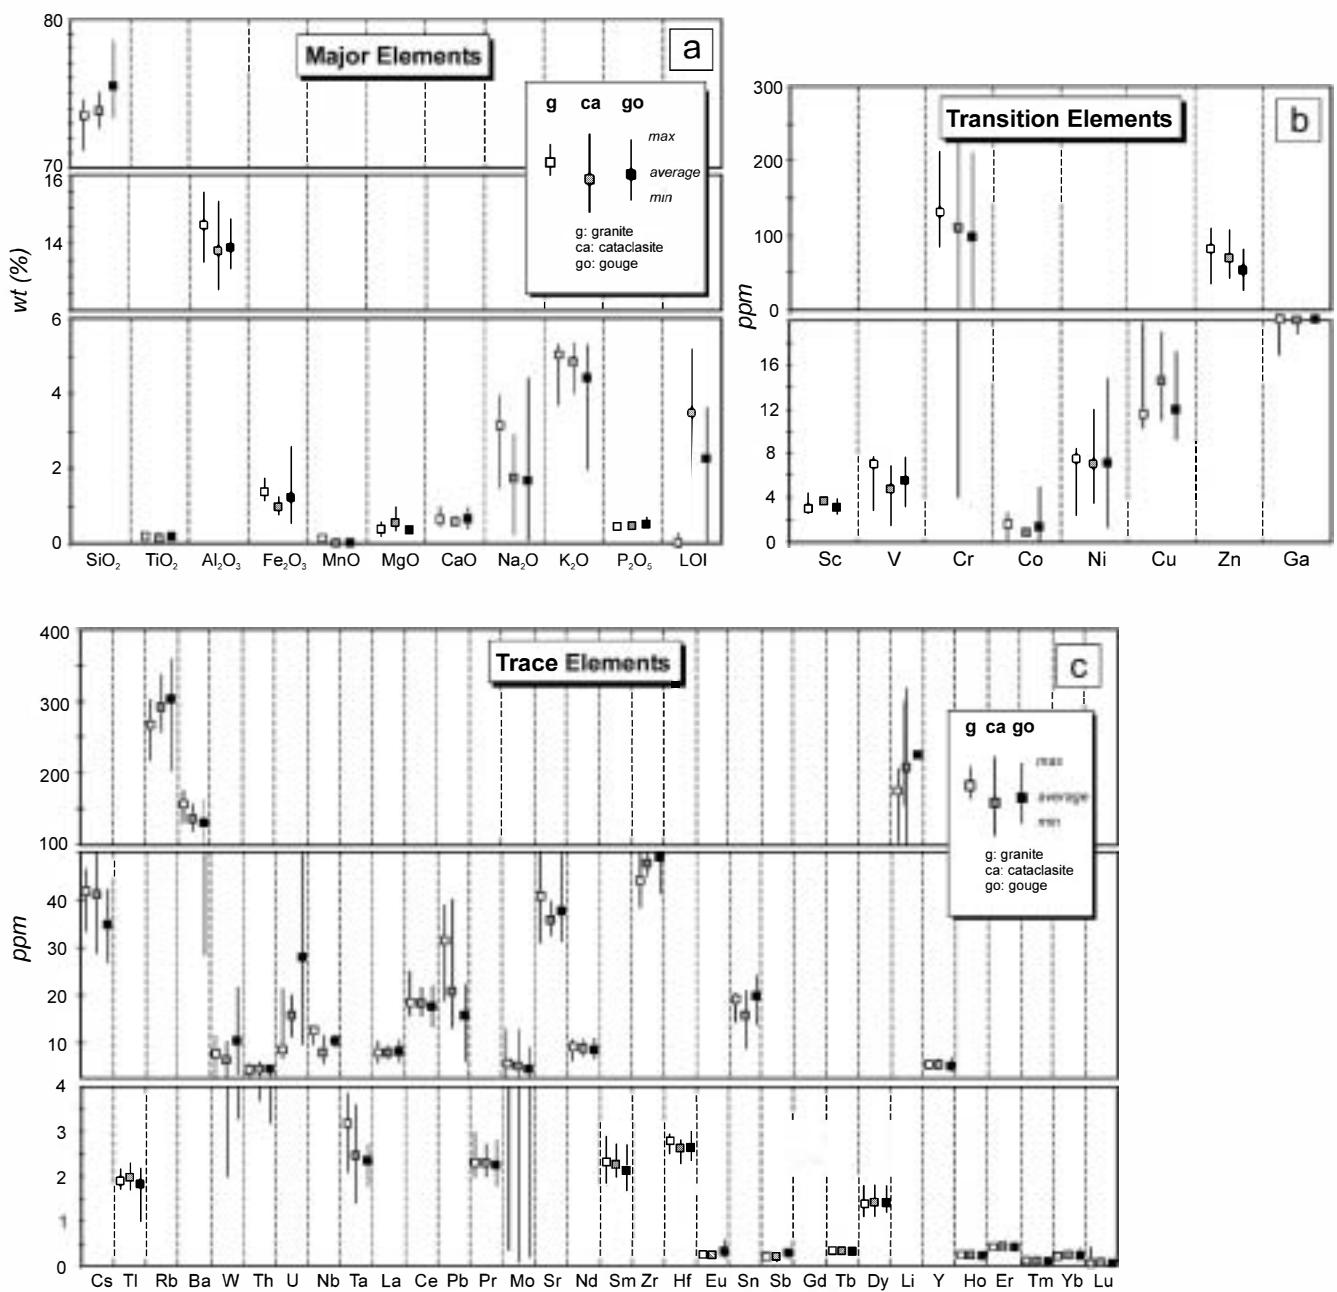 80
70
16
14
6
4
2
0
wt (%)
Major Elements
a
g ca go
max
average
min
g: granite
ca: cataclasite
go: gouge
SiO₂ TiO₂ Al₂O₃ Fe₂O₃ MnO MgO CaO Na₂O K₂O P₂O₅ LOI
300
200
100
0
16
12
8
4
0
ppm
Transition Elements
b
Sc V Cr Co Ni Cu Zn Ga
400
300
200
100
40
30
20
10
4
3
2
1
0
ppm
Trace Elements
c
g ca go
max
average
min
g: granite
ca: cataclasite
go: gouge
Cs Tl Rb Ba W Th U Nb Ta La Ce Pb Pr Mo Sr Nd Sm Zr Hf Eu Sn Sb Gd Tb Dy Li Y Ho Er Tm Yb Lu